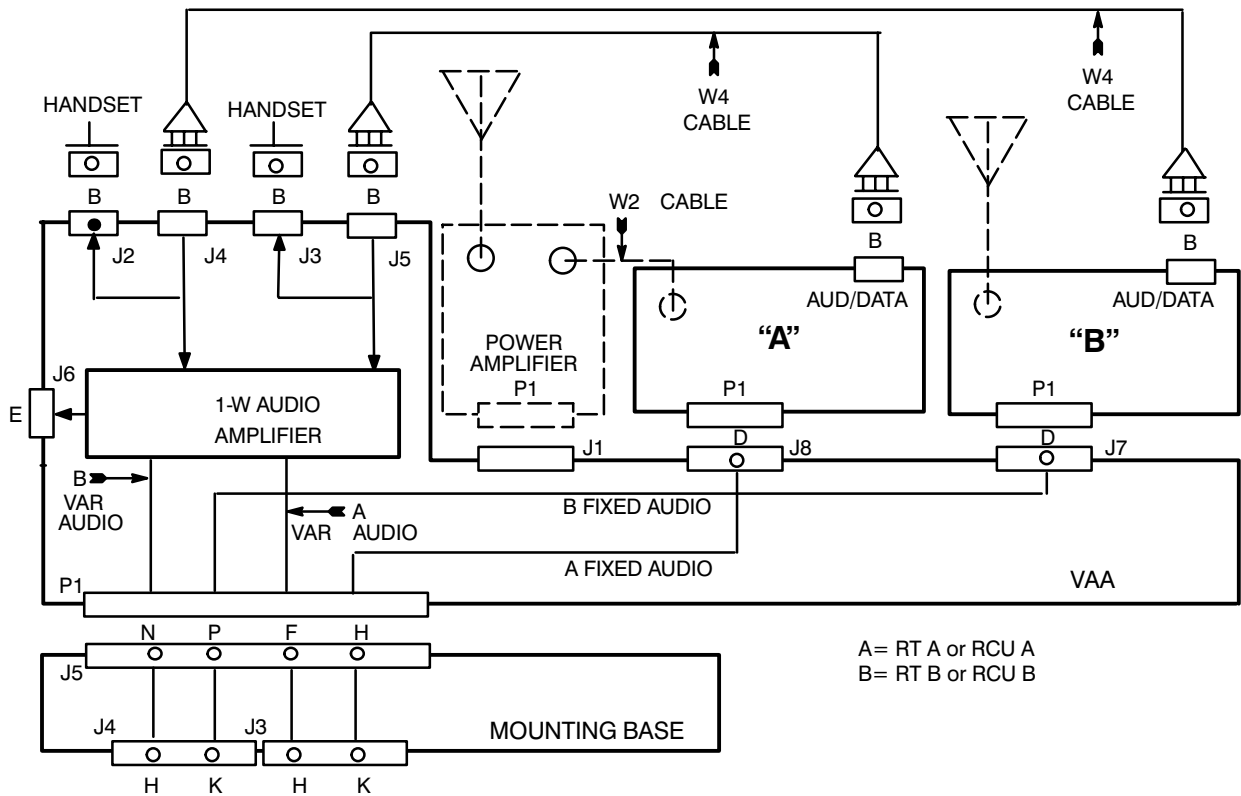 W4
CABLE
W4
CABLE
HANDSET
HANDSET
W2 CABLE
B
B
B
B
B
B
J2
J4
J3
J5
AUD/DATA
AUD/DATA
"A"
"B"
POWER
AMPLIFIER
P1
P1
P1
J6
E
1-W AUDIO
AMPLIFIER
J1
D
J8
D
J7
B
VAR
AUDIO
A
VAR AUDIO
B FIXED AUDIO
A FIXED AUDIO
P1
VAA
N P F H
J5
A= RT A or RCU A
B= RT B or RCU B
J4
J3
MOUNTING BASE
H K H K